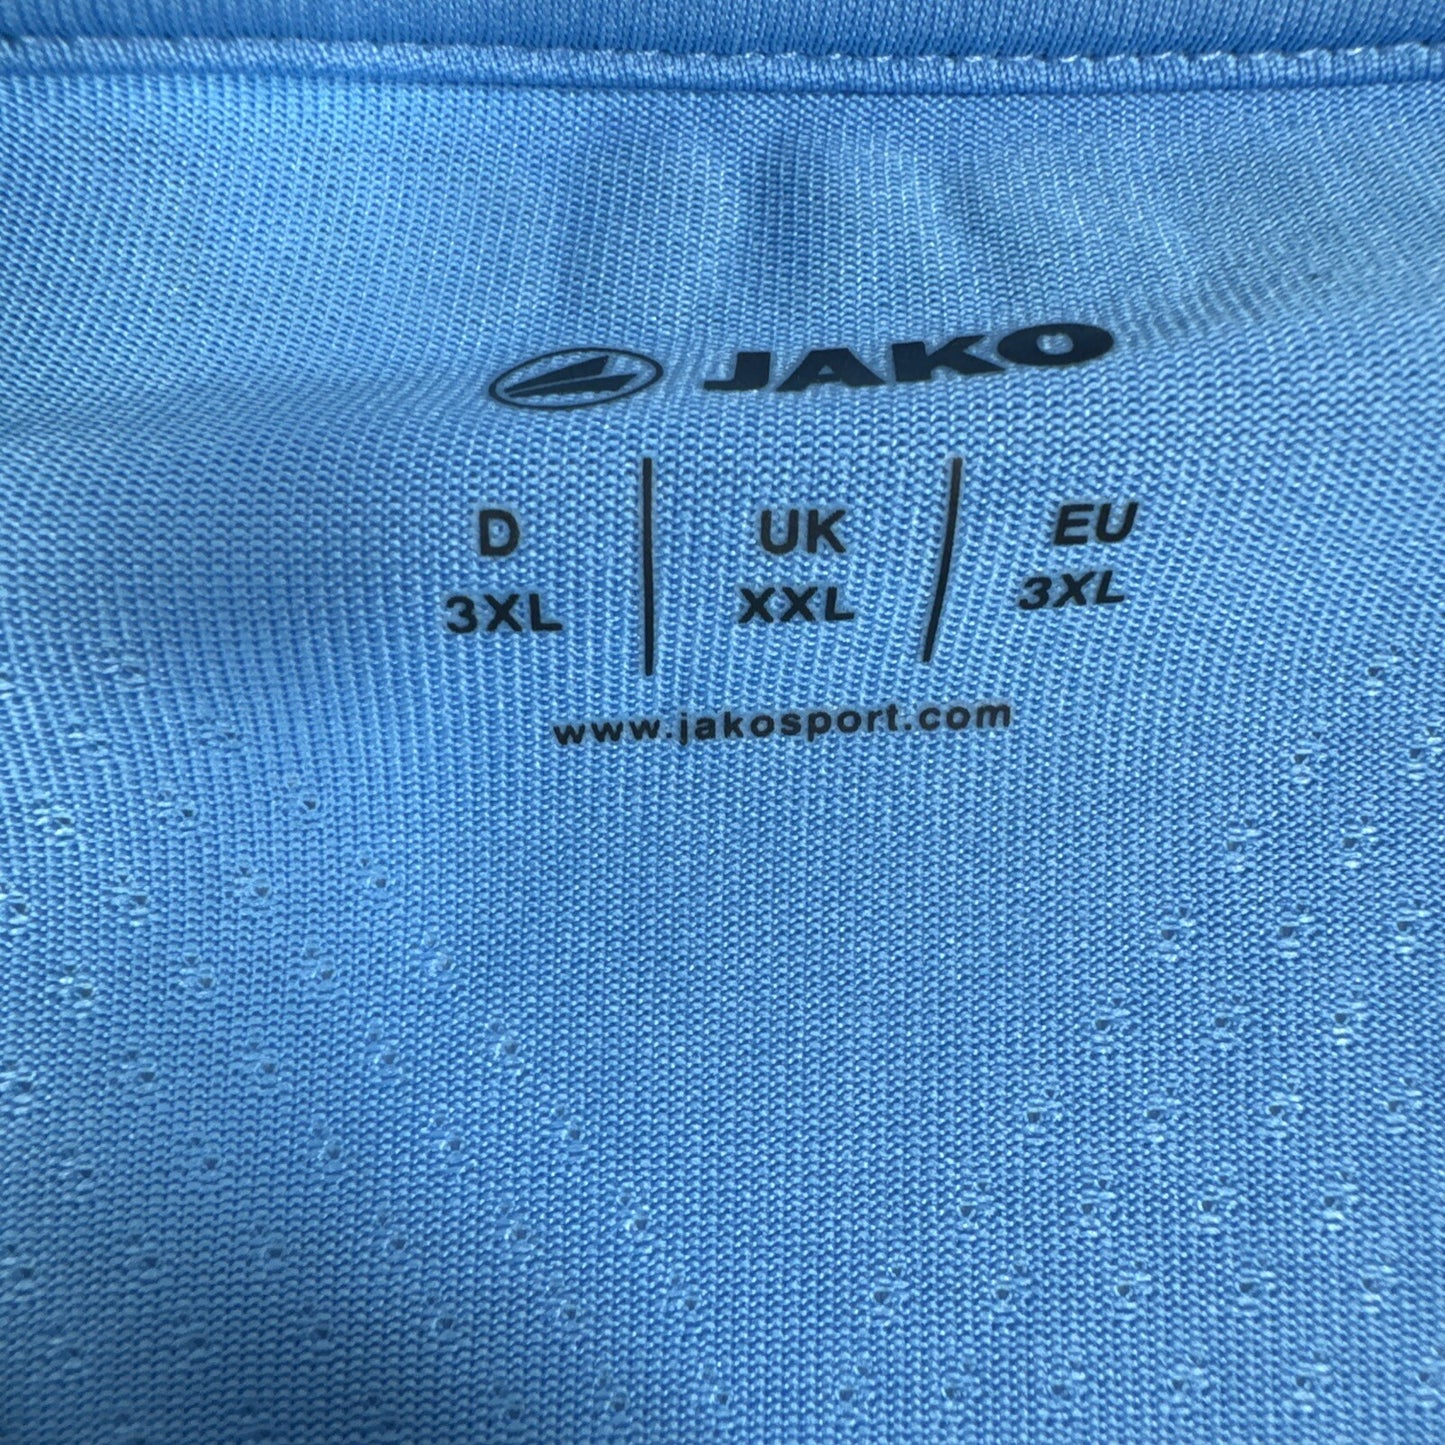 JAKO
D UK EU
3XL XXL 3XL
www.jakosport.com